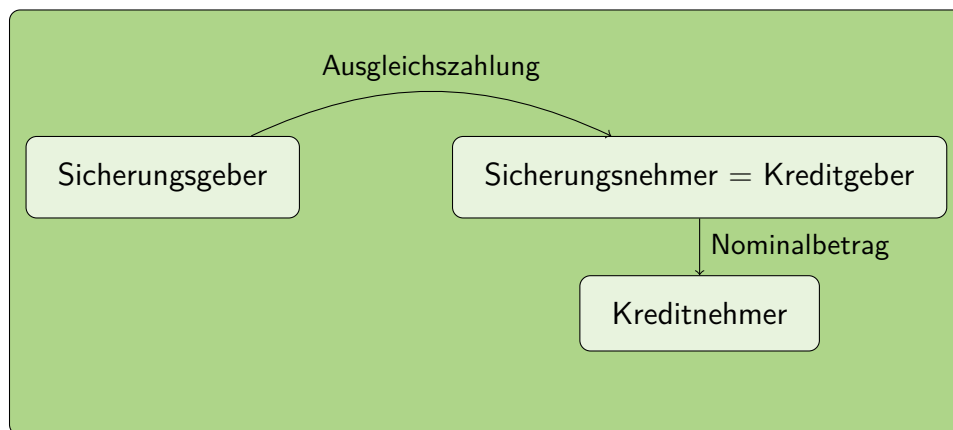 Ausgleichszahlung
Sicherungsgeber
Sicherungsnehmer = Kreditgeber
Nominalbetrag
Kreditnehmer